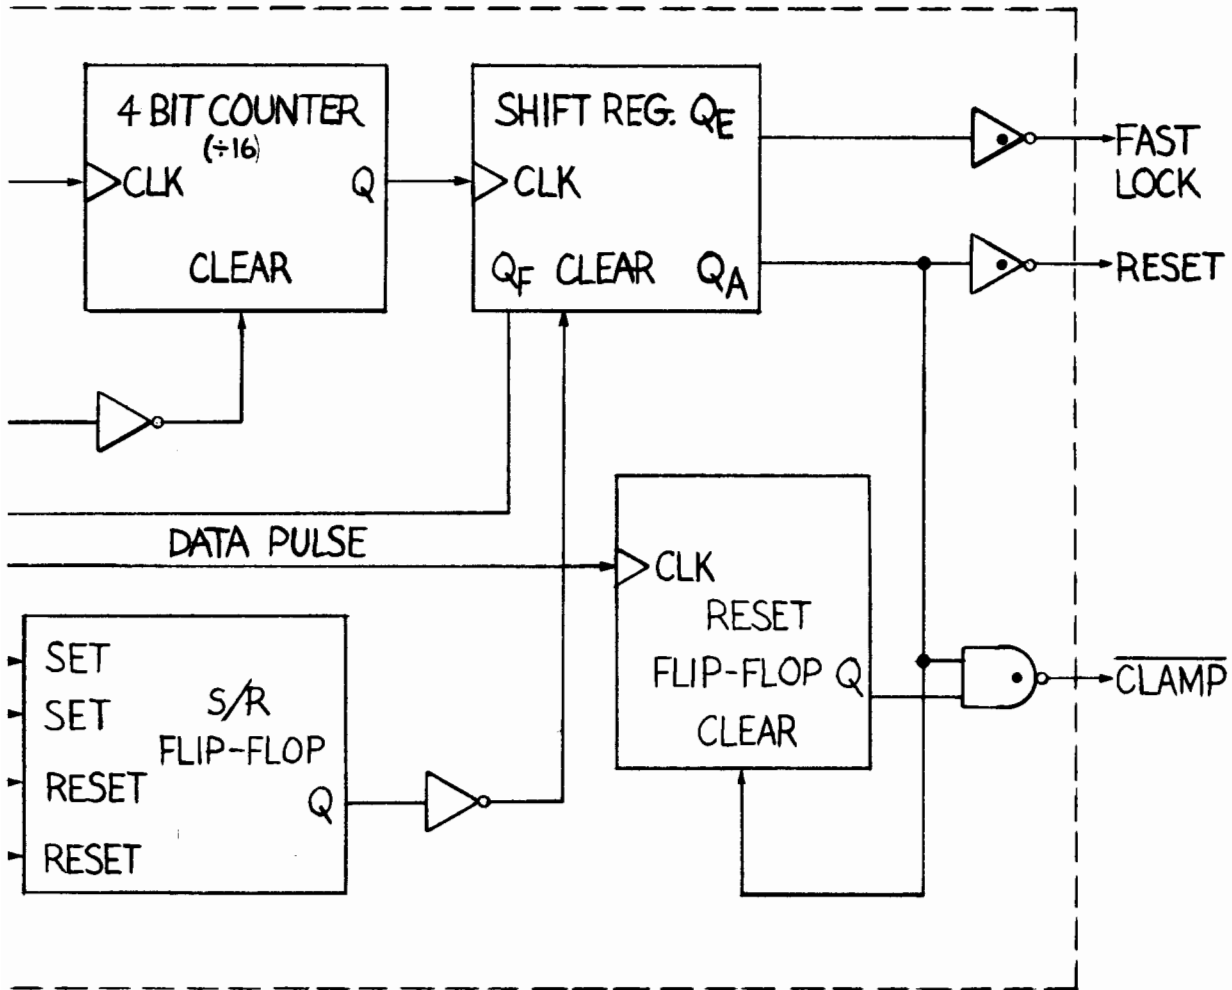 4 BIT COUNTER
(÷16)
CLK
Q
CLEAR
SHIFT REG. QE
CLK
QF CLEAR QA
FAST
LOCK
RESET
DATA PULSE
CLK
RESET
FLIP-FLOP Q
CLEAR
CLAMP
SET
SET
S/R
FLIP-FLOP
RESET
Q
RESET